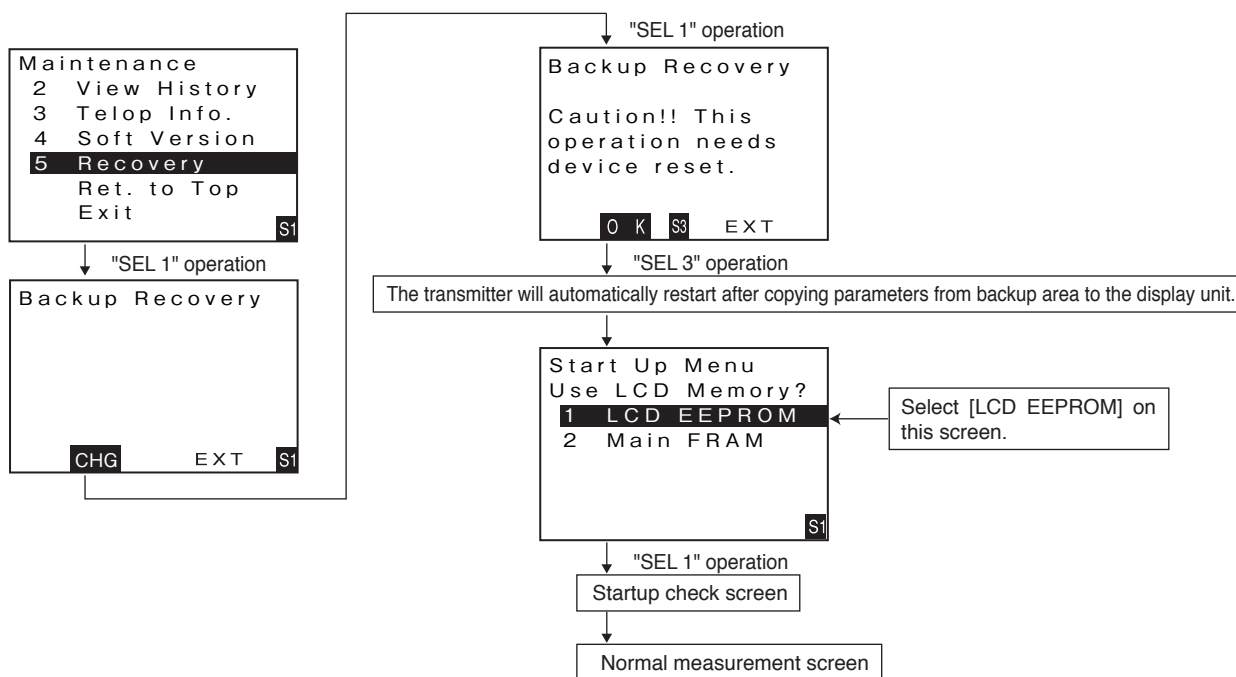 Maintenance
2 View History
3 Telop Info.
4 Soft Version
5 Recovery
Ret. to Top
Exit
S1
"SEL 1" operation
Backup Recovery
CHG EXT S1
"SEL 1" operation
Backup Recovery
Caution!! This
operation needs
device reset.
O K S3 EXT
"SEL 3" operation
The transmitter will automatically restart after copying parameters from backup area to the display unit.
Start Up Menu
Use LCD Memory?
1 LCD EEPROM
2 Main FRAM
S1
Select [LCD EEPROM] on
this screen.
"SEL 1" operation
Startup check screen
Normal measurement screen